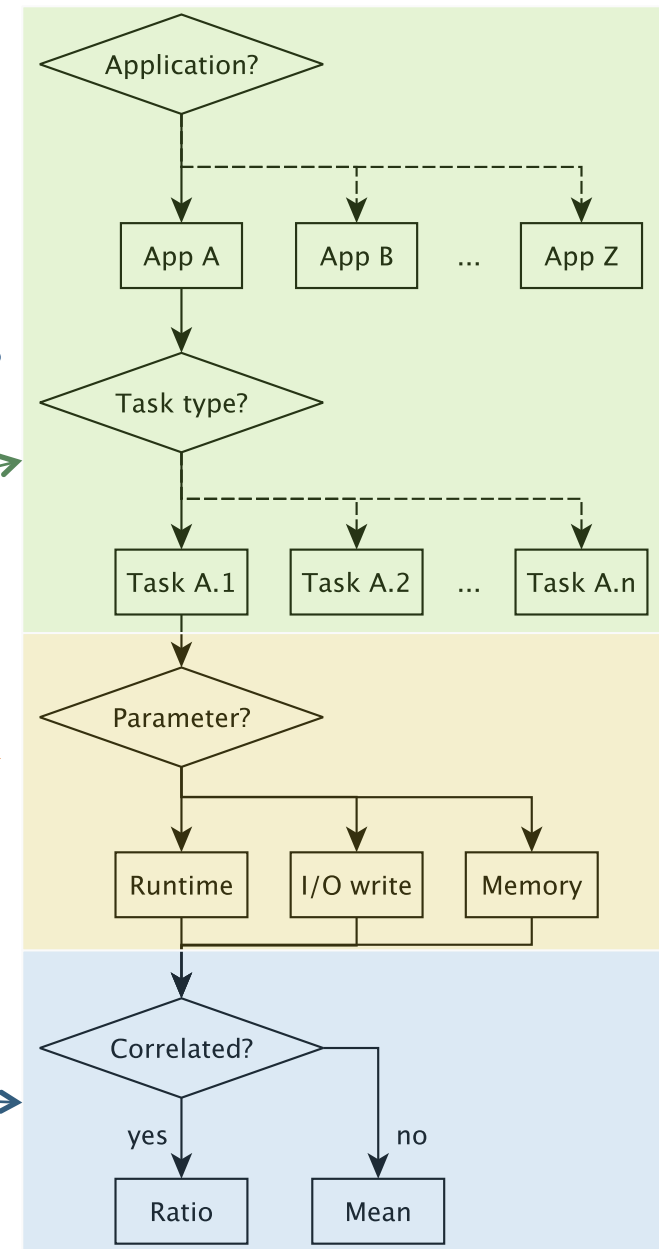 Application?
App A
App B
...
App Z
Task type?
Task A.1
Task A.2
...
Task A.n
Parameter?
Runtime
I/O write
Memory
Correlated?
yes
no
Ratio
Mean